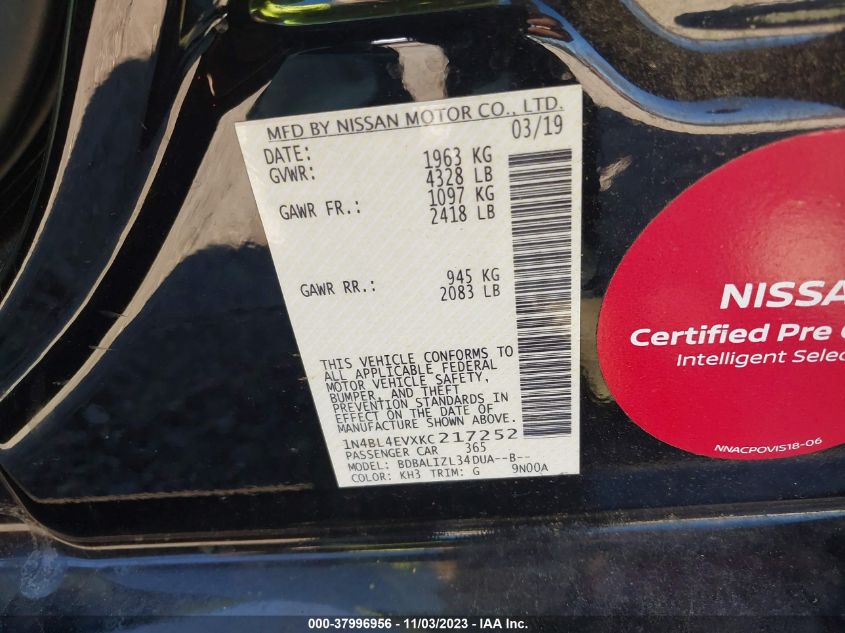 MFD BY NISSAN MOTOR CO., LTD.
DATE: 03/19
GVWR: 1963 KG
4328 LB
GAWR FR.: 1097 KG
2418 LB
GAWR RR.: 945 KG
2083 LB
THIS VEHICLE CONFORMS TO
ALL APPLICABLE FEDERAL
MOTOR VEHICLE SAFETY,
BUMPER, AND THEFT
PREVENTION STANDARDS IN
EFFECT ON THE DATE OF
MANUFACTURE SHOWN ABOVE.
1N4BL4EVXKC217252
PASSENGER CAR 365
MODEL: BDBALIZL34DUA--B--
COLOR: KH3 TRIM: G 9N00A
NISSA
Certified Pre
Intelligent Selec
NNACPOVIS18-06
000-37996956 - 11/03/2023 - IAA Inc.